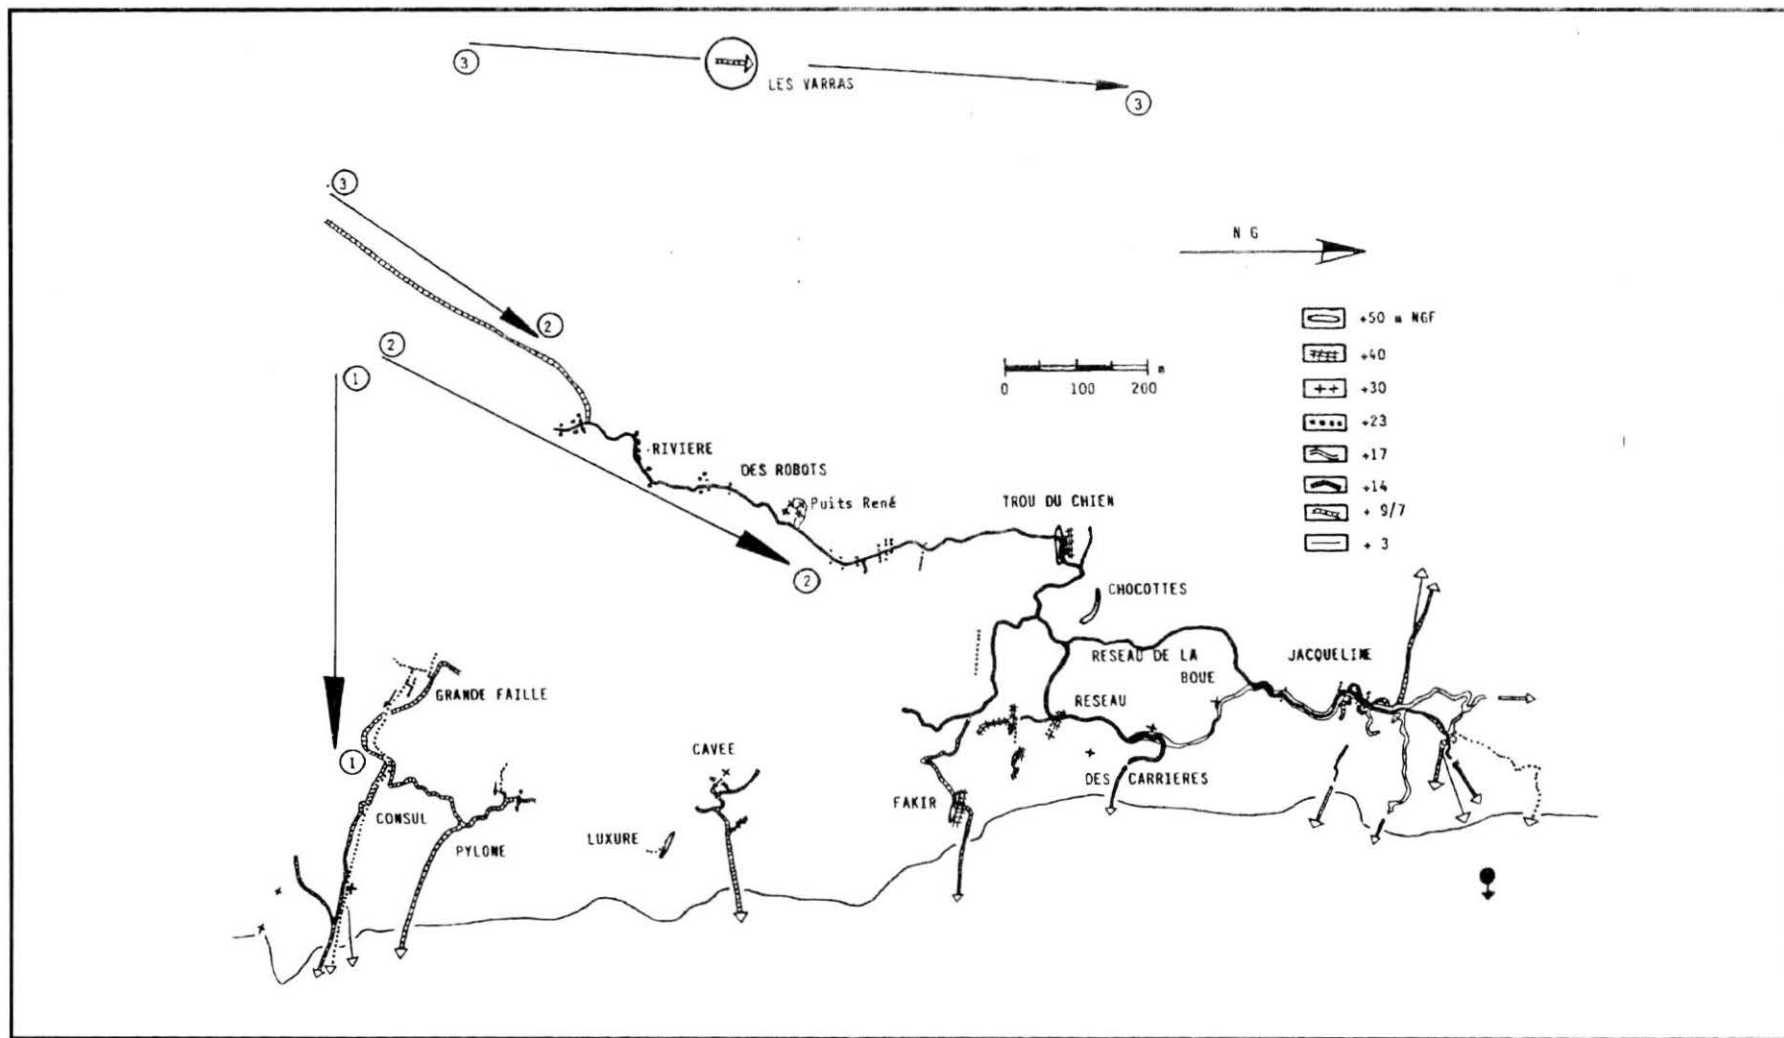 3
LES VARRAS
3
3
N G
2
2
1
+50 m NGF
+40
+30
+23
+17
+14
+ 9/7
+ 3
m
0 100 200
RIVIERE
DES ROBOTS
Puits René
TROU DU CHIEN
2
CHOCOTTES
RESEAU DE LA
BOUE
JACQUELINE
GRANDE FAILLE
RESEAU
1
CAVEE
DES CARRIERES
FAKIR
CONSUL
LUXURE
PYLONE